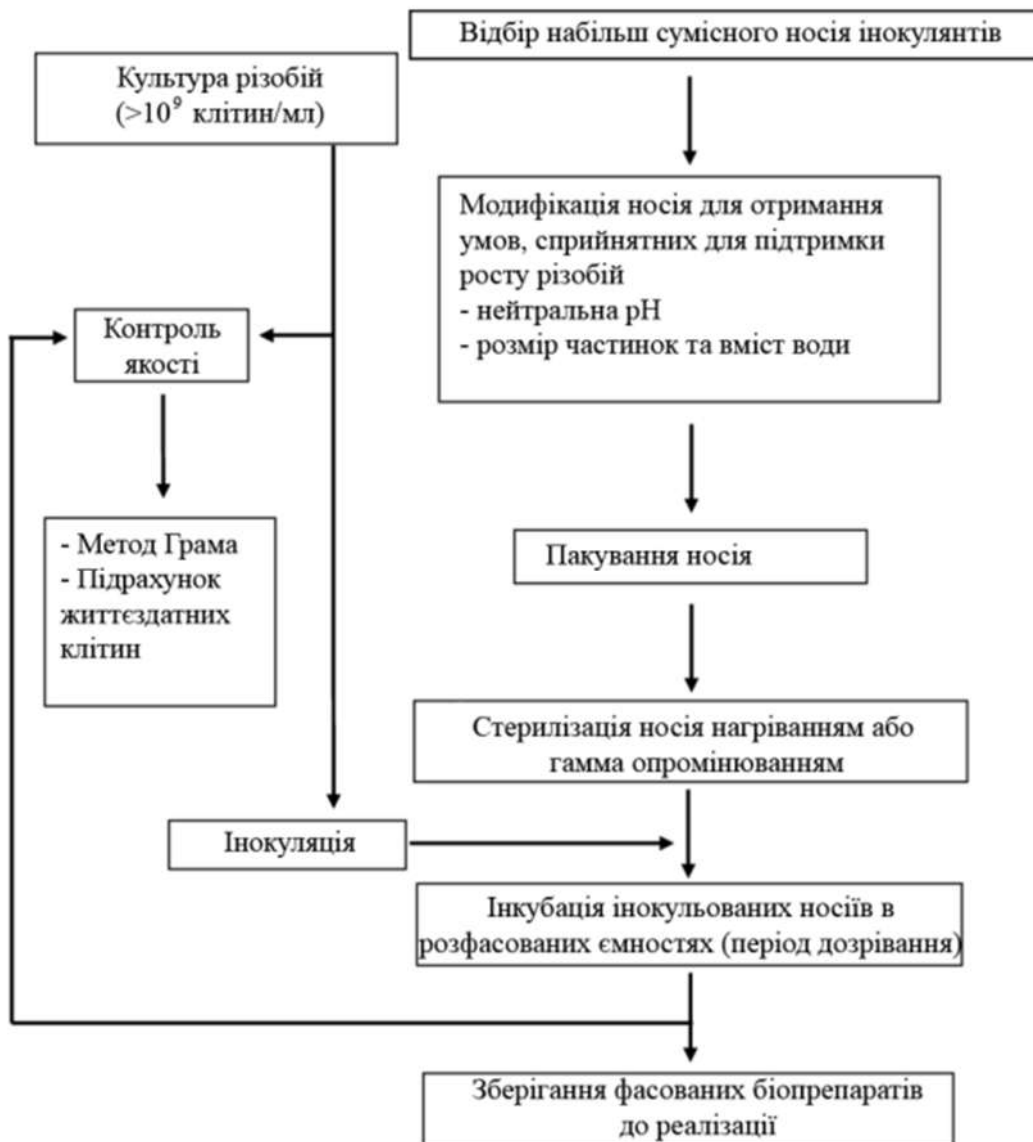 Відбір набільш сумісного носія інокулянтів
Культура різобій
(>10⁹ клітин/мл)
Модифікація носія для отримання
умов, сприйнятних для підтримки
росту різобій
- нейтральна рН
- розмір частинок та вміст води
Контроль
якості
- Метод Грама
- Підрахунок
життєздатних
клітин
Пакування носія
Стерилізація носія нагріванням або
гамма опромінюванням
Інокуляція
Інкубація інокульованих носіїв в
розфасованих ємностях (період дозрівання)
Зберігання фасованих біопрепаратів
до реалізації